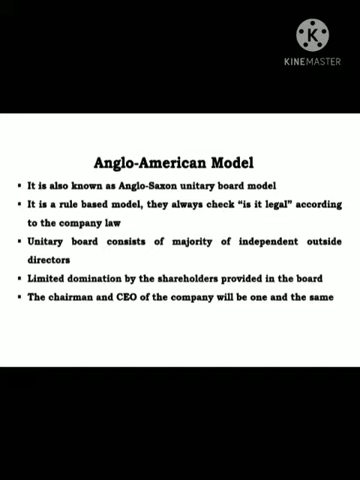 K
KINEMASTER
Anglo-American Model
▪ It is also known as Anglo-Saxon unitary board model
▪ It is a rule based model, they always check “is it legal” according
to the company law
▪ Unitary board consists of majority of independent outside
directors
▪ Limited domination by the shareholders provided in the board
▪ The chairman and CEO of the company will be one and the same